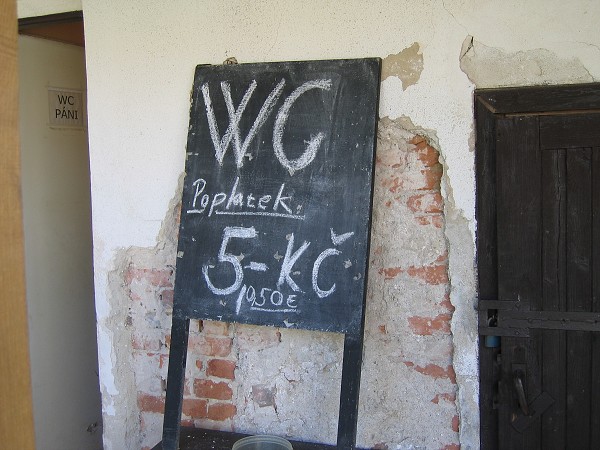 WC
PÁNI
WC
Poplatek
5-KČ
0,50€